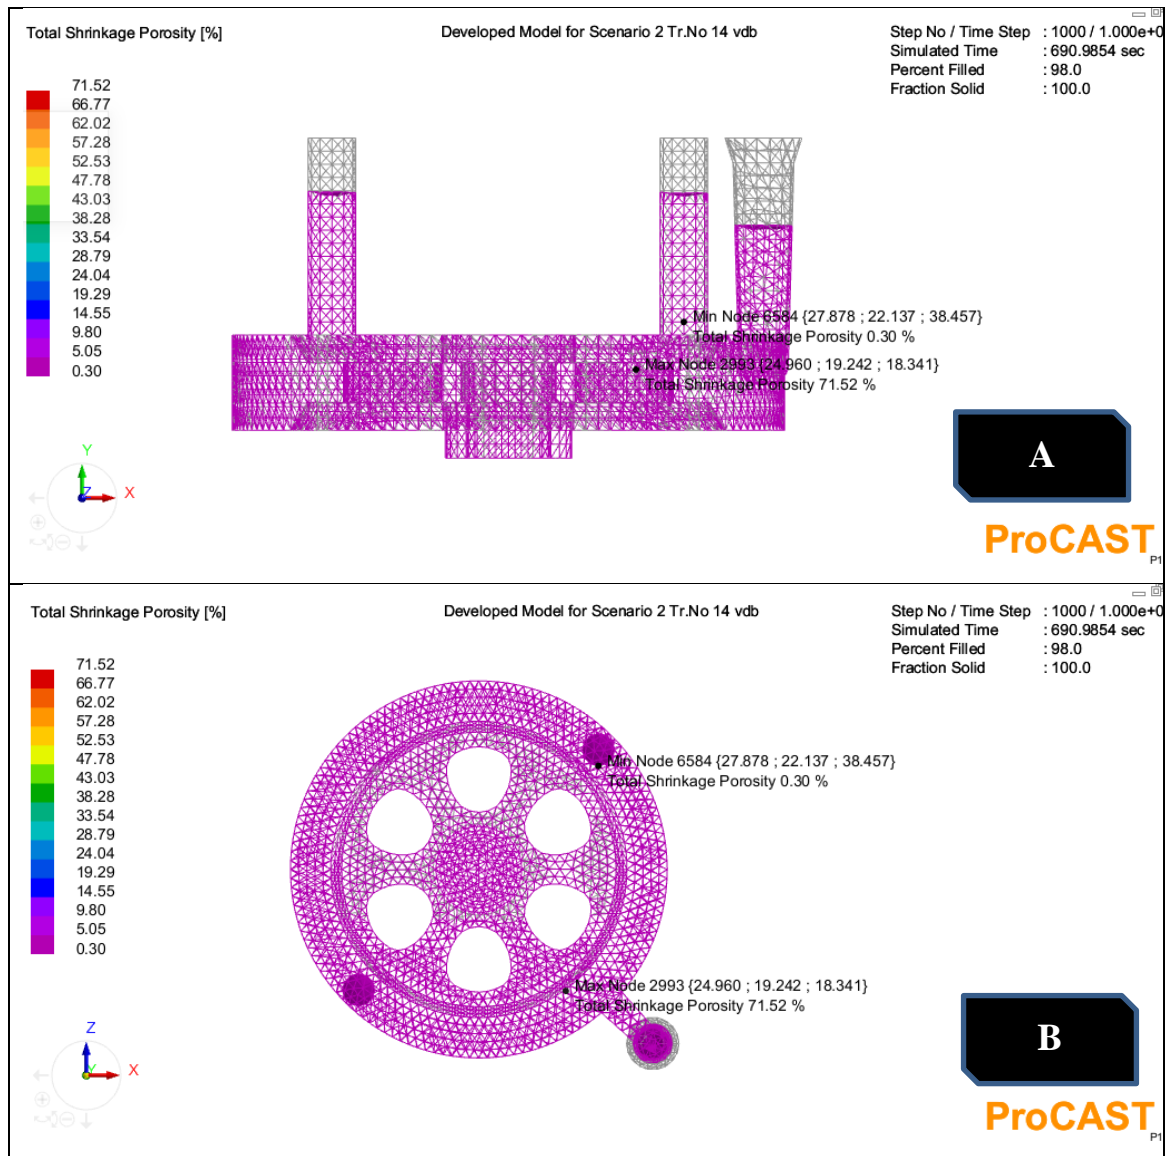 Total Shrinkage Porosity [%]
Developed Model for Scenario 2 Tr.No 14 vdb
Step No / Time Step : 1000 / 1.000e+0
Simulated Time : 690.9854 sec
Percent Filled : 98.0
Fraction Solid : 100.0
71.52
66.77
62.02
57.28
52.53
47.78
43.03
38.28
33.54
28.79
24.04
19.29
14.55
9.80
5.05
0.30
Min Node 6584 {27.878 ; 22.137 ; 38.457}
Total Shrinkage Porosity 0.30 %
Max Node 2993 {24.960 ; 19.242 ; 18.341}
Total Shrinkage Porosity 71.52 %
Y
Z
X
A
ProCAST
P1
Total Shrinkage Porosity [%]
Developed Model for Scenario 2 Tr.No 14 vdb
Step No / Time Step : 1000 / 1.000e+0
Simulated Time : 690.9854 sec
Percent Filled : 98.0
Fraction Solid : 100.0
71.52
66.77
62.02
57.28
52.53
47.78
43.03
38.28
33.54
28.79
24.04
19.29
14.55
9.80
5.05
0.30
Min Node 6584 {27.878 ; 22.137 ; 38.457}
Total Shrinkage Porosity 0.30 %
Max Node 2993 {24.960 ; 19.242 ; 18.341}
Total Shrinkage Porosity 71.52 %
Z
Y
X
B
ProCAST
P1